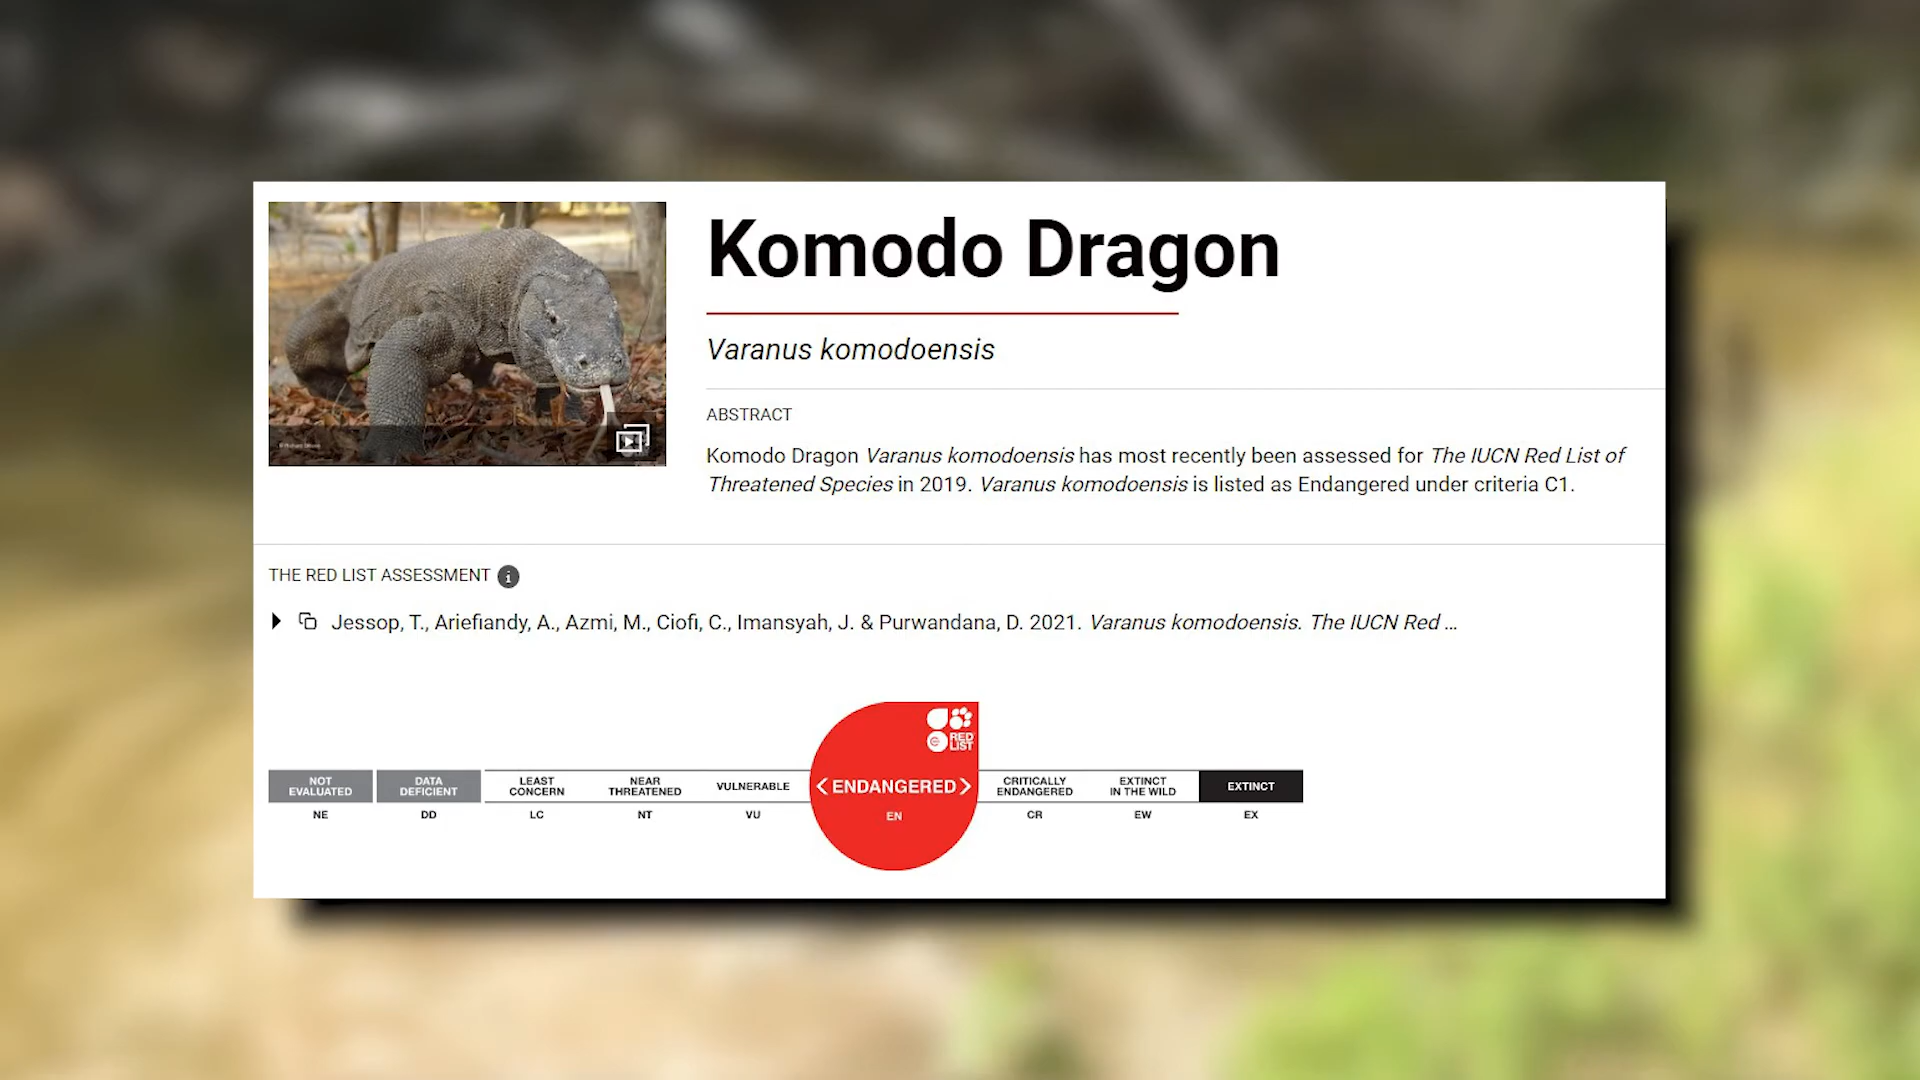 Komodo Dragon
Varanus komodoensis
ABSTRACT
Komodo Dragon Varanus komodoensis has most recently been assessed for The IUCN Red List of
Threatened Species in 2019. Varanus komodoensis is listed as Endangered under criteria C1.
THE RED LIST ASSESSMENT i
Jessop, T., Ariefiandy, A., Azmi, M., Ciofi, C., Imansyah, J. & Purwandana, D. 2021. Varanus komodoensis. The IUCN Red ...
RED
LIST
NOT
EVALUATED
NE
DATA
DEFICIENT
DD
LEAST
CONCERN
LC
NEAR
THREATENED
NT
VULNERABLE
VU
<ENDANGERED>
EN
CRITICALLY
ENDANGERED
CR
EXTINCT
IN THE WILD
EW
EXTINCT
EX